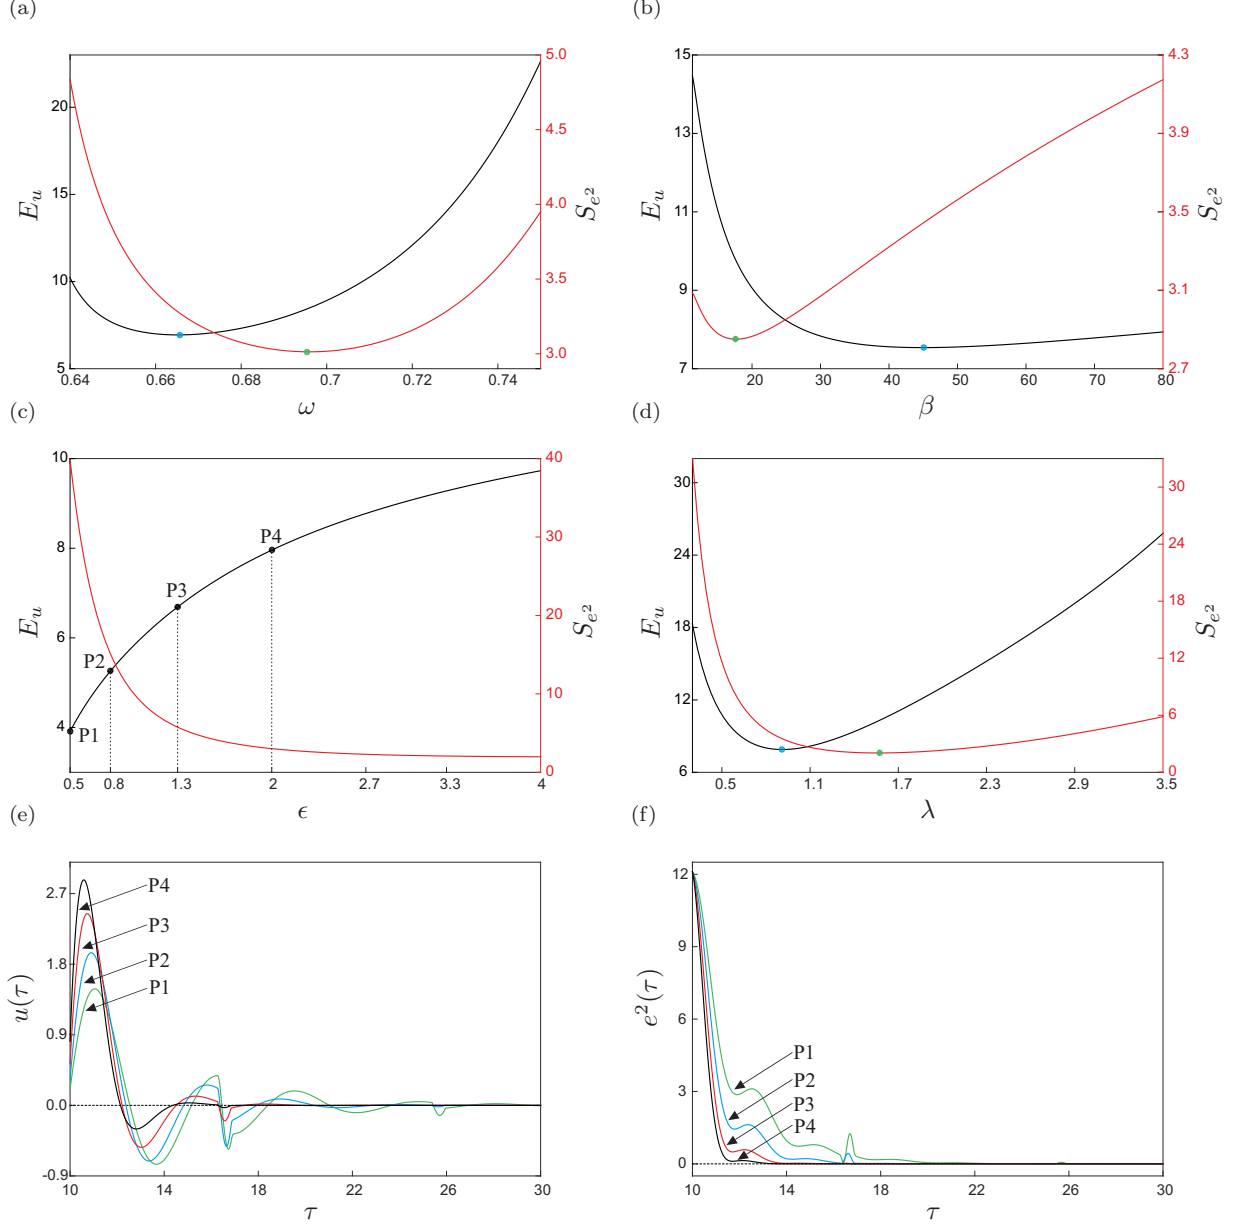 (a)
(b)
5.0
4.5
4.0
3.5
3.0
20
15
10
5
0.64
0.66
0.68
0.7
0.72
0.74
E_u
S_{e^2}
ω
15
13
11
9
7
4.3
3.9
3.5
3.1
2.7
20
30
40
50
60
70
80
E_u
S_{e^2}
β
(c)
(d)
10
8
6
4
40
30
20
10
0
P1
P2
P3
P4
0.5
0.8
1.3
2
2.7
3.3
4
E_u
S_{e^2}
ϵ
30
24
18
12
6
33
30
24
18
12
6
0
0.5
1.1
1.7
2.3
2.9
3.5
E_u
S_{e^2}
λ
(e)
(f)
2.7
1.8
0.9
0.0
-0.9
P4
P3
P2
P1
10
14
18
22
26
30
u(τ)
τ
12
9
6
3
0
P1
P2
P3
P4
10
14
18
22
26
30
e²(τ)
τ